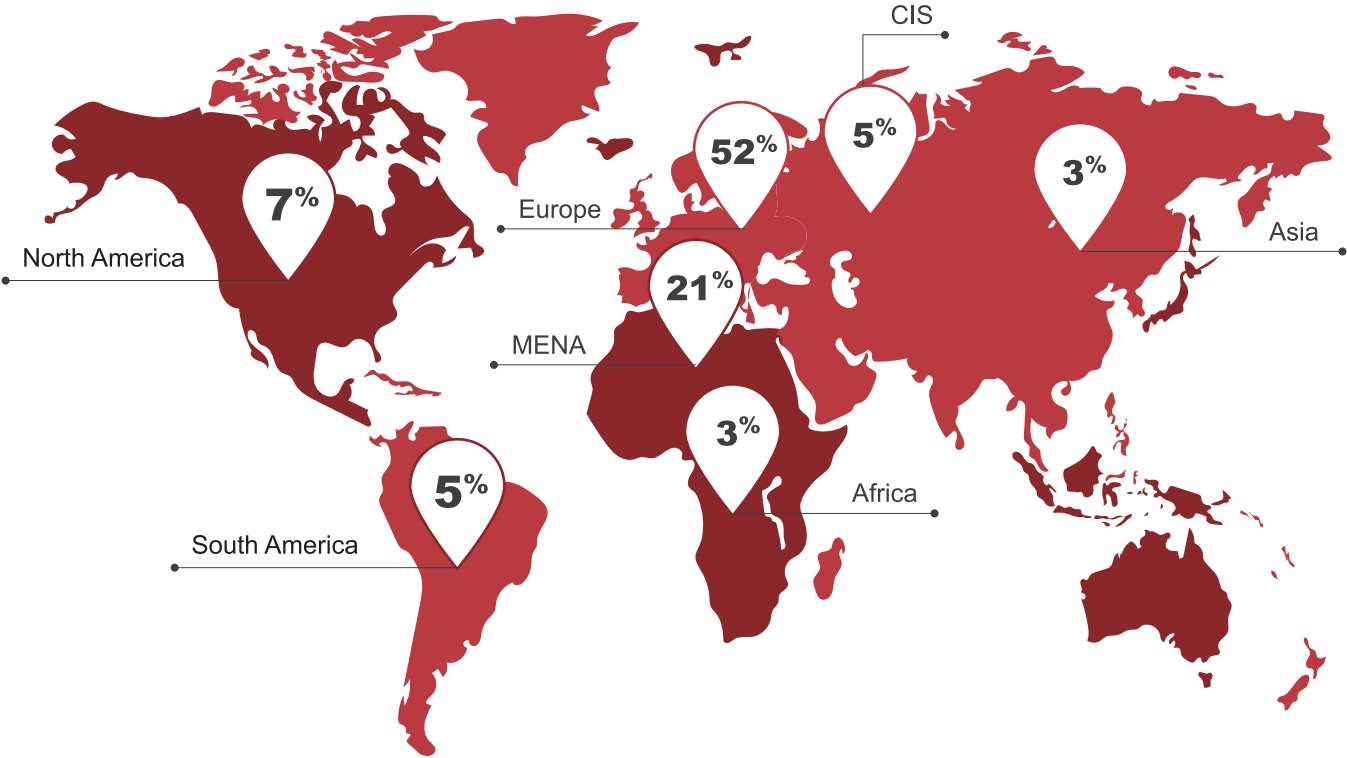 CIS
5%
52%
3%
7%
Europe
Asia
North America
21%
MENA
3%
5%
Africa
South America